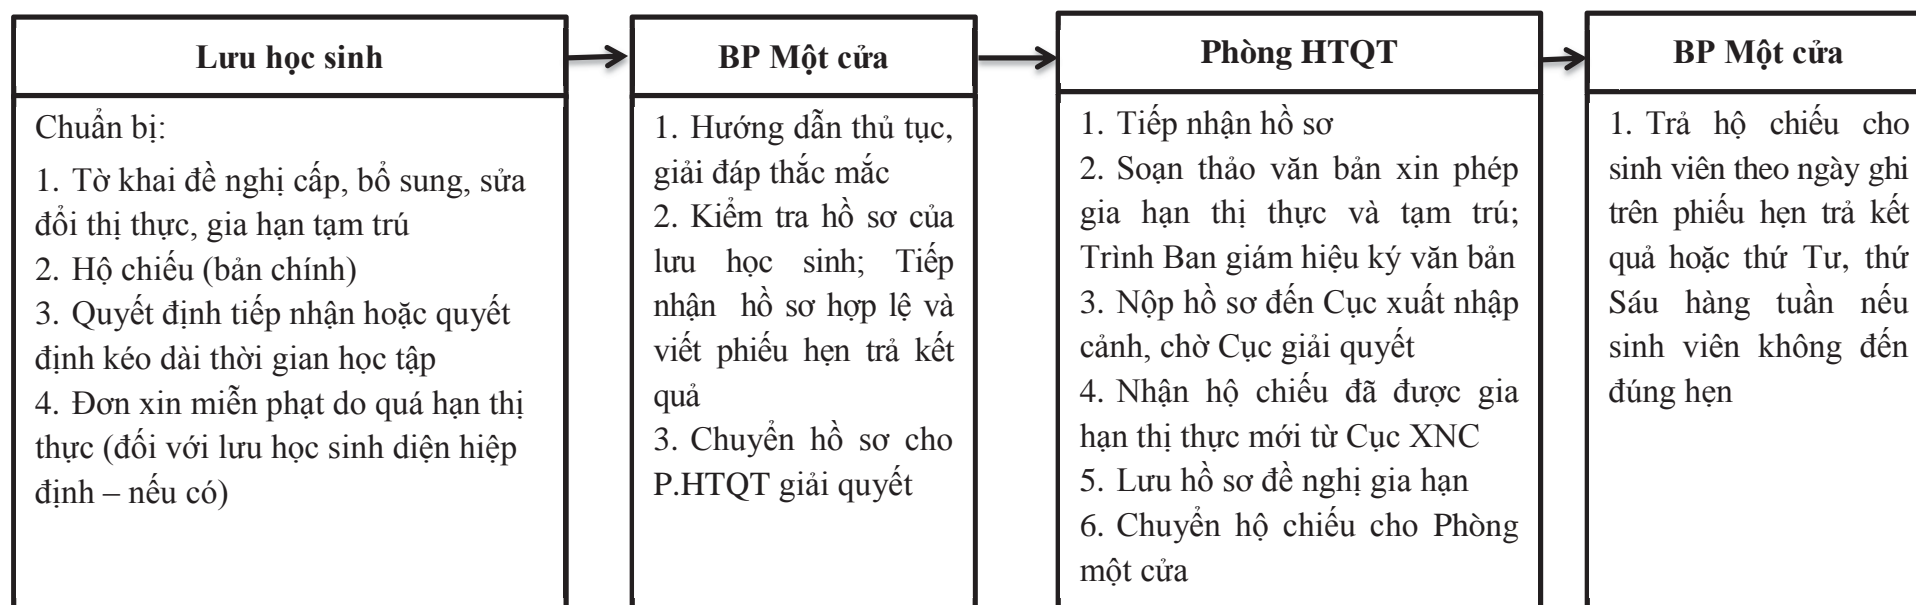 Lưu học sinh
Chuẩn bị:
1. Tờ khai đề nghị cấp, bổ sung, sửa
đổi thị thực, gia hạn tạm trú
2. Hộ chiếu (bản chính)
3. Quyết định tiếp nhận hoặc quyết
định kéo dài thời gian học tập
4. Đơn xin miễn phạt do quá hạn thị
thực (đối với lưu học sinh diện hiệp
định – nếu có)
BP Một cửa
1. Hướng dẫn thủ tục,
giải đáp thắc mắc
2. Kiểm tra hồ sơ của
lưu học sinh; Tiếp
nhận hồ sơ hợp lệ và
viết phiếu hẹn trả kết
quả
3. Chuyển hồ sơ cho
P.HTQT giải quyết
Phòng HTQT
1. Tiếp nhận hồ sơ
2. Soạn thảo văn bản xin phép
gia hạn thị thực và tạm trú;
Trình Ban giám hiệu ký văn bản
3. Nộp hồ sơ đến Cục xuất nhập
cảnh, chờ Cục giải quyết
4. Nhận hộ chiếu đã được gia
hạn thị thực mới từ Cục XNC
5. Lưu hồ sơ đề nghị gia hạn
6. Chuyển hộ chiếu cho Phòng
một cửa
BP Một cửa
1. Trả hộ chiếu cho
sinh viên theo ngày ghi
trên phiếu hẹn trả kết
quả hoặc thứ Tư, thứ
Sáu hàng tuần nếu
sinh viên không đến
đúng hẹn